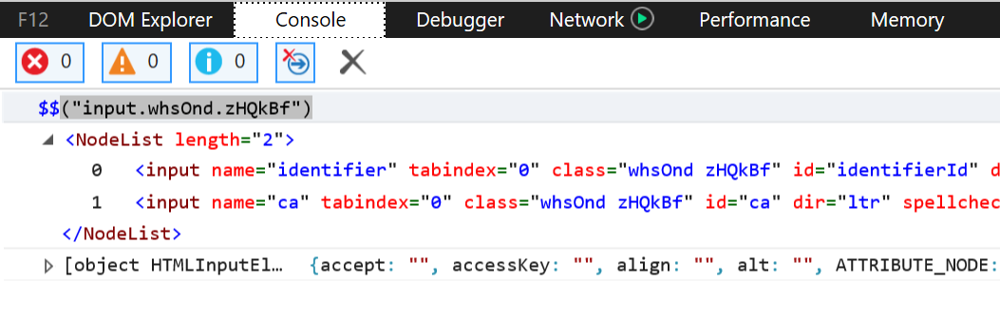 F12 DOM Explorer Console Debugger Network Performance Memory
0 0 0
$$("input.whsOnd.zHQkBf")
<NodeList length="2">
0 <input name="identifier" tabindex="0" class="whsOnd zHQkBf" id="identifierId" d
1 <input name="ca" tabindex="0" class="whsOnd zHQkBf" id="ca" dir="ltr" spellchec
</NodeList>
[object HTMLInputEl… {accept: "", accessKey: "", align: "", alt: "", ATTRIBUTE_NODE: